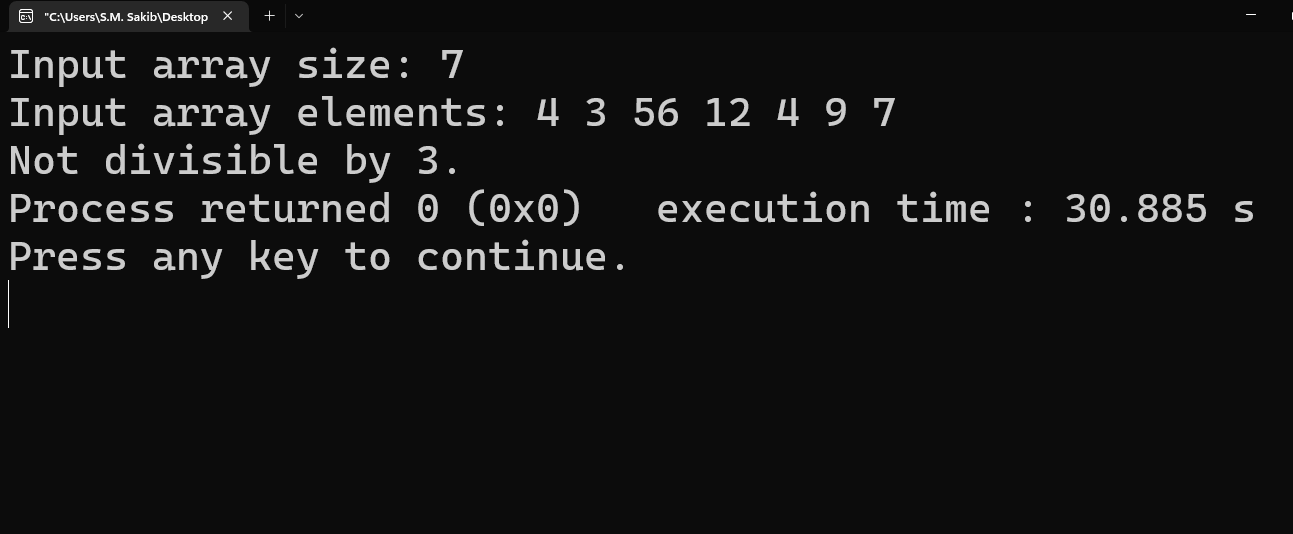 "C:\Users\S.M. Sakib\Desktop
Input array size: 7
Input array elements: 4 3 56 12 4 9 7
Not divisible by 3.
Process returned 0 (0x0)   execution time : 30.885 s
Press any key to continue.